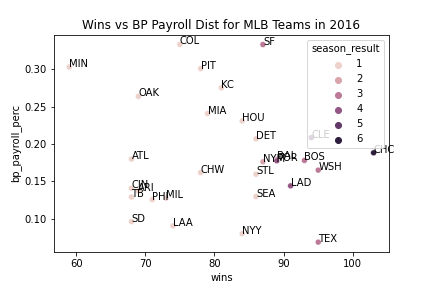 Wins vs BP Payroll Dist for MLB Teams in 2016
COL
SF
season_result
MIN
PIT
1
KC
2
OAK
3
MIA
4
HOU
5
DET
CLE
6
CHC
ATL
NYM
BAL
BOS
CHW
STL
WSH
LAD
CIN
ARI
TB
PHI
MIL
SEA
SD
LAA
NYY
TEX
0.30
0.25
0.20
0.15
0.10
bp_payroll_perc
60
70
80
90
100
wins